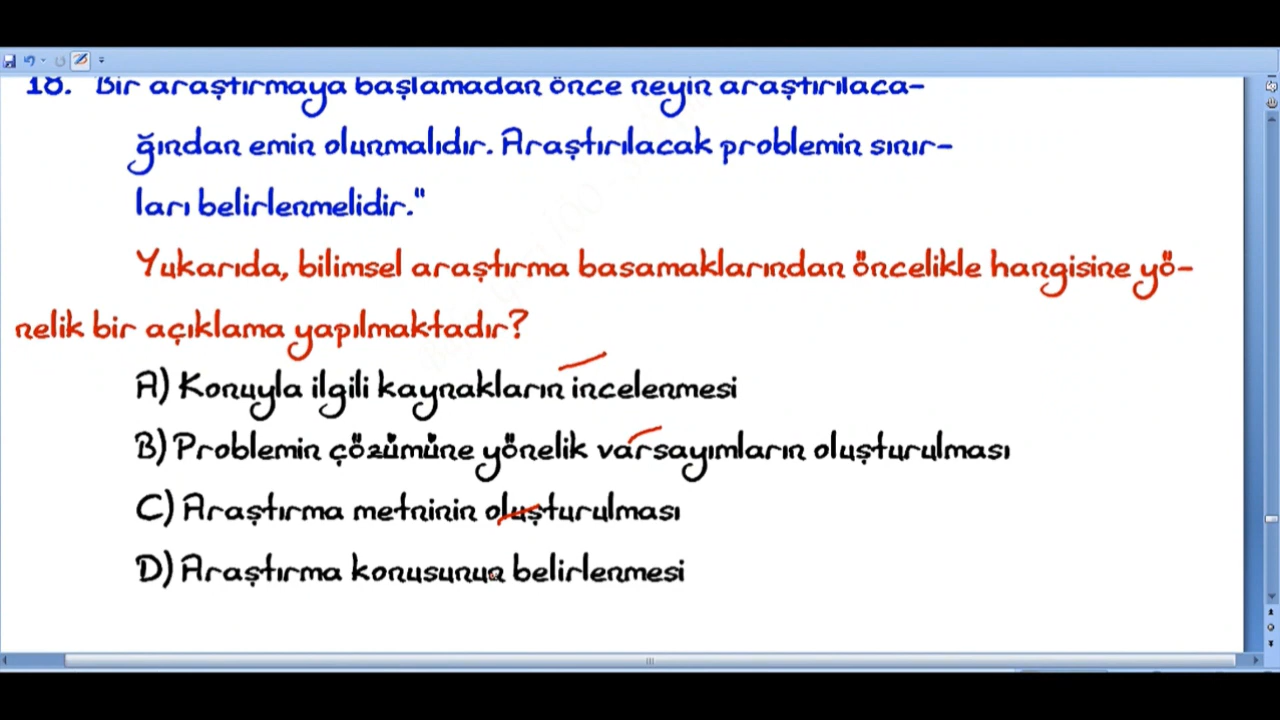 18. Bir araştırmaya başlamadan önce neyin araştırılaca-
ğından emin olunmalıdır. Araştırılacak problemin sınır-
ları belirlenmelidir."
Yukarıda, bilimsel araştırma basamaklarından öncelikle hangisine yö-
nelik bir açıklama yapılmaktadır?
A) Konuyla ilgili kaynakların incelenmesi
B) Problemin çözümüne yönelik varsayımların oluşturulması
C) Araştırma metninin oluşturulması
D) Araştırma konusunun belirlenmesi